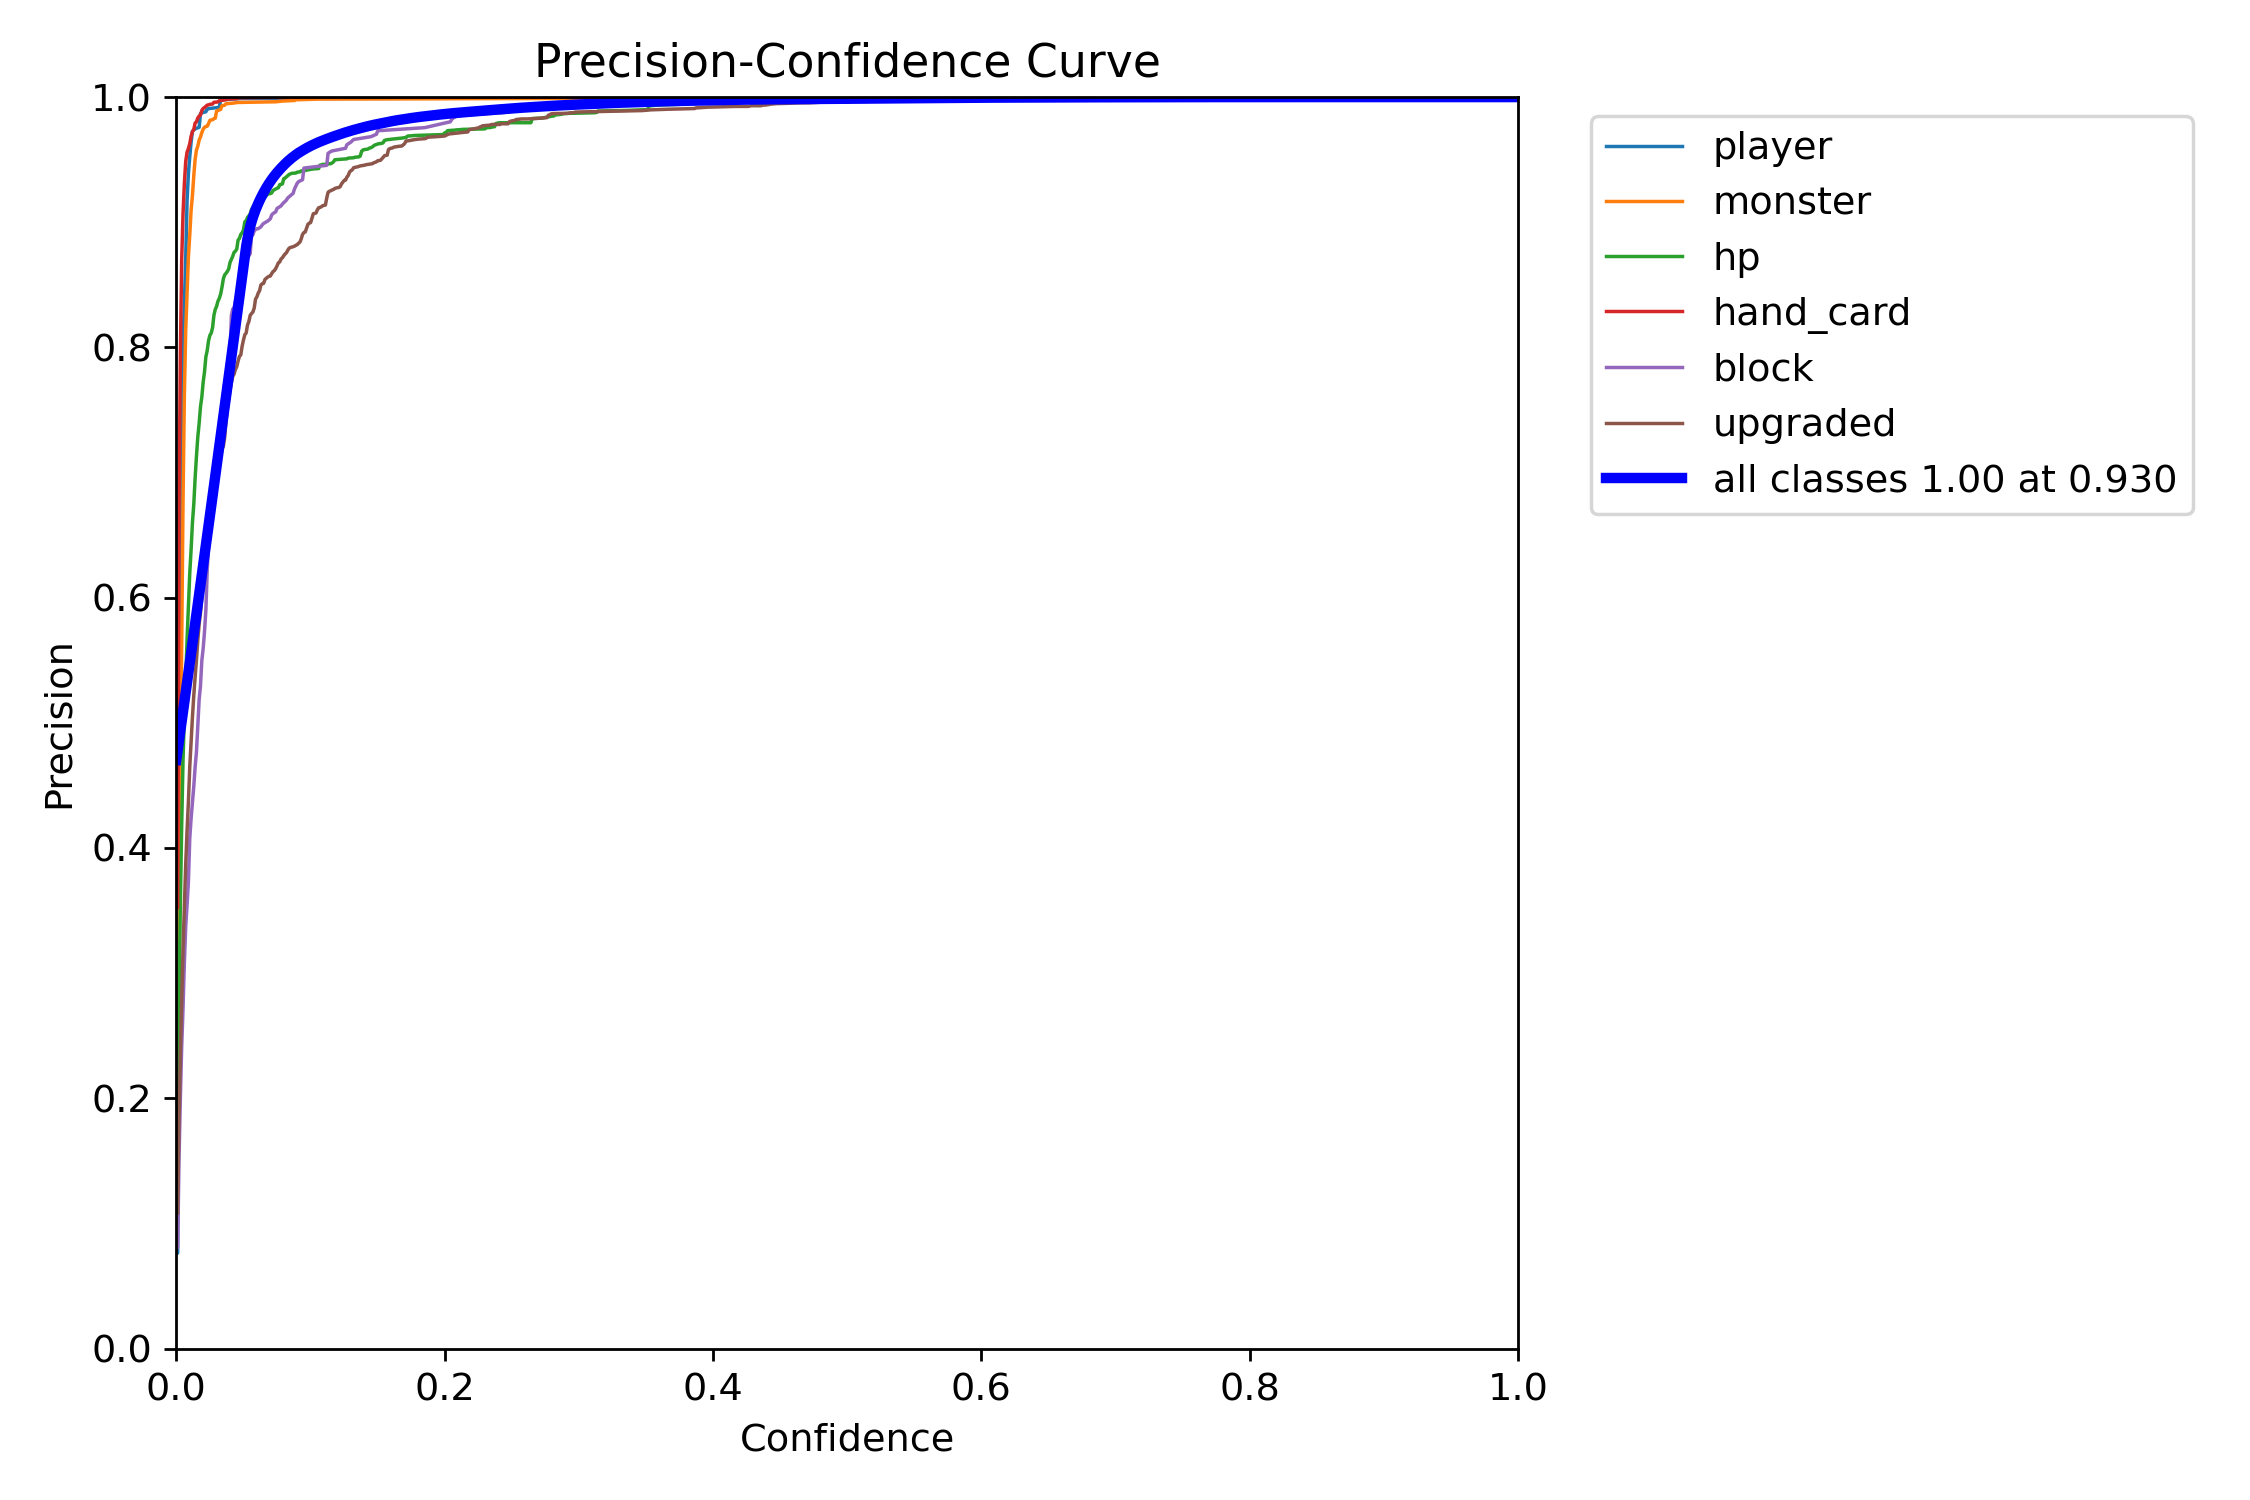 Precision-Confidence Curve
1.0
0.8
0.6
0.4
0.2
0.0
Precision
0.0 0.2 0.4 0.6 0.8 1.0
Confidence
player
monster
hp
hand_card
block
upgraded
all classes 1.00 at 0.930